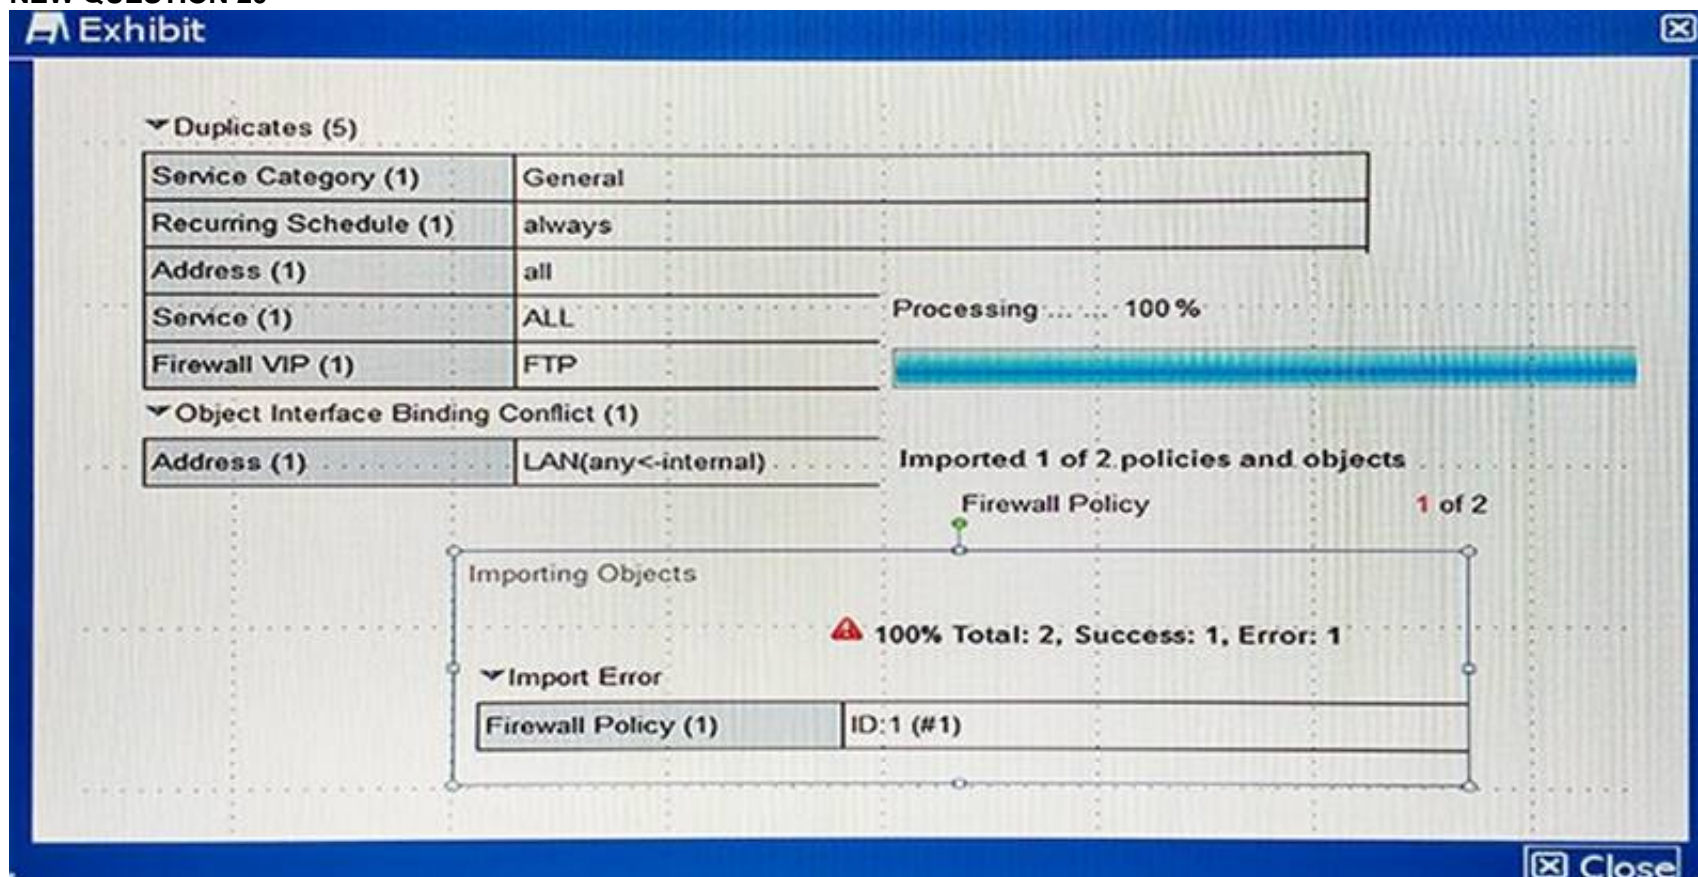 NEW QUESTION 20
Exhibit
Duplicates (5)
Service Category (1) General
Recurring Schedule (1) always
Address (1) all
Service (1) ALL
Firewall VIP (1) FTP
Object Interface Binding Conflict (1)
Address (1) LAN(any<-internal)
Processing ... ... 100 %
Imported 1 of 2 policies and objects
Firewall Policy 1 of 2
Importing Objects
100% Total: 2, Success: 1, Error: 1
Import Error
Firewall Policy (1) ID:1 (#1)
Close